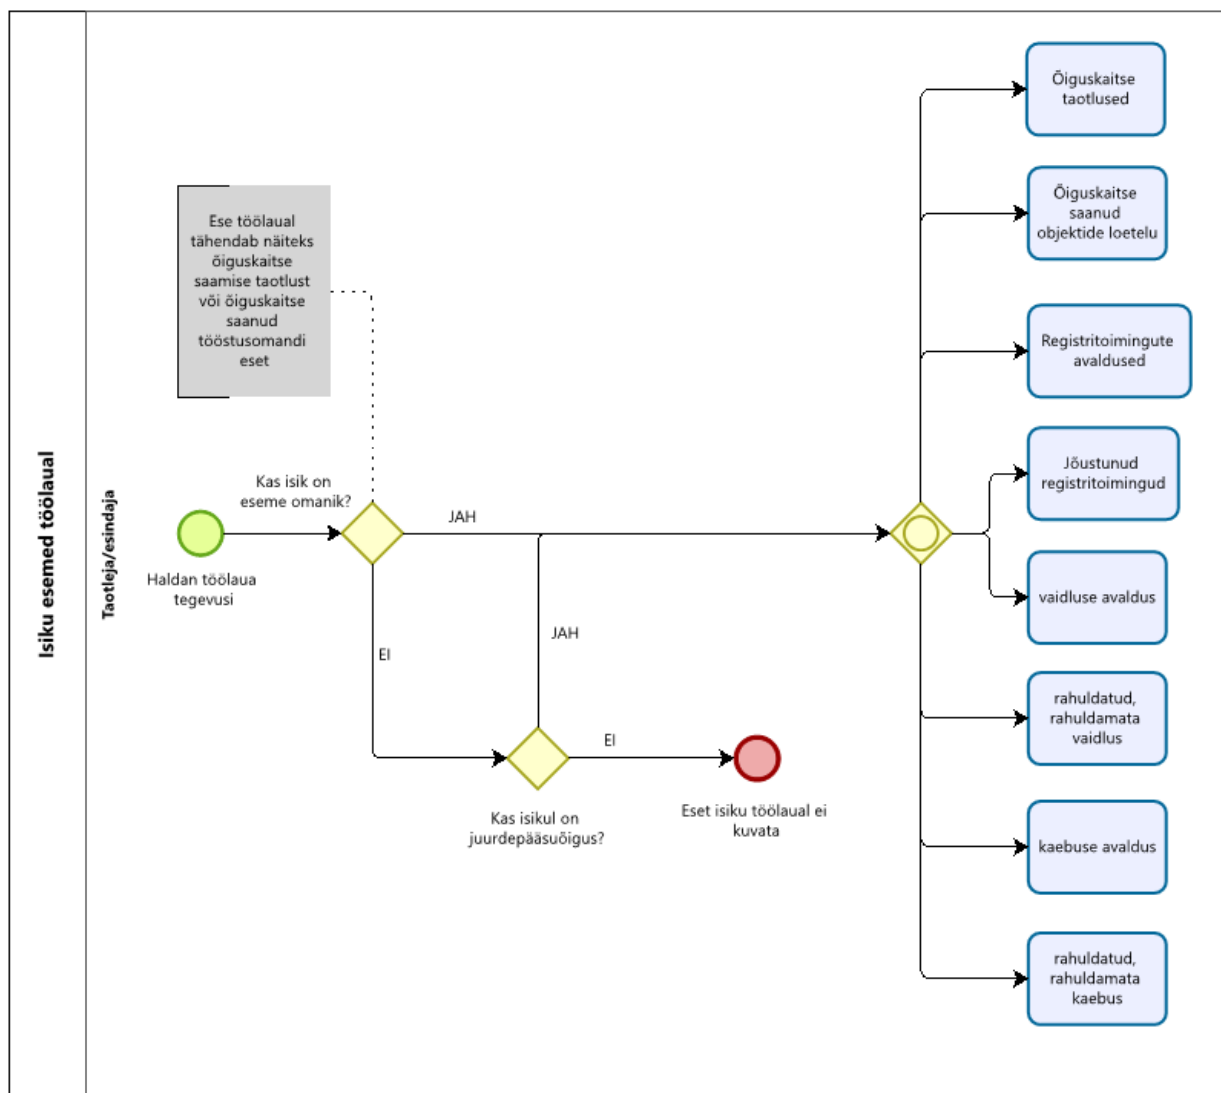 Isiku esemed töölaual
Taotleja/esindaja
Ese töölaual
tähendab näiteks
õiguskaitse
saamise taotlust
või õiguskaitse
saanud
tööstusomandi
eset
Haldan töölaua
tegevusi
Kas isik on
eseme omanik?
JAH
EI
JAH
Kas isikul on
juurdepääsuõigus?
EI
Eset isiku töölaual ei
kuvata
Õiguskaitse
taotlused
Õiguskaitse
saanud
objektide loetelu
Registritoimingute
avaldused
Jõustunud
registritoimingud
vaidluse avaldus
rahuldatud,
rahuldamata
vaidlus
kaebuse avaldus
rahuldatud,
rahuldamata
kaebus